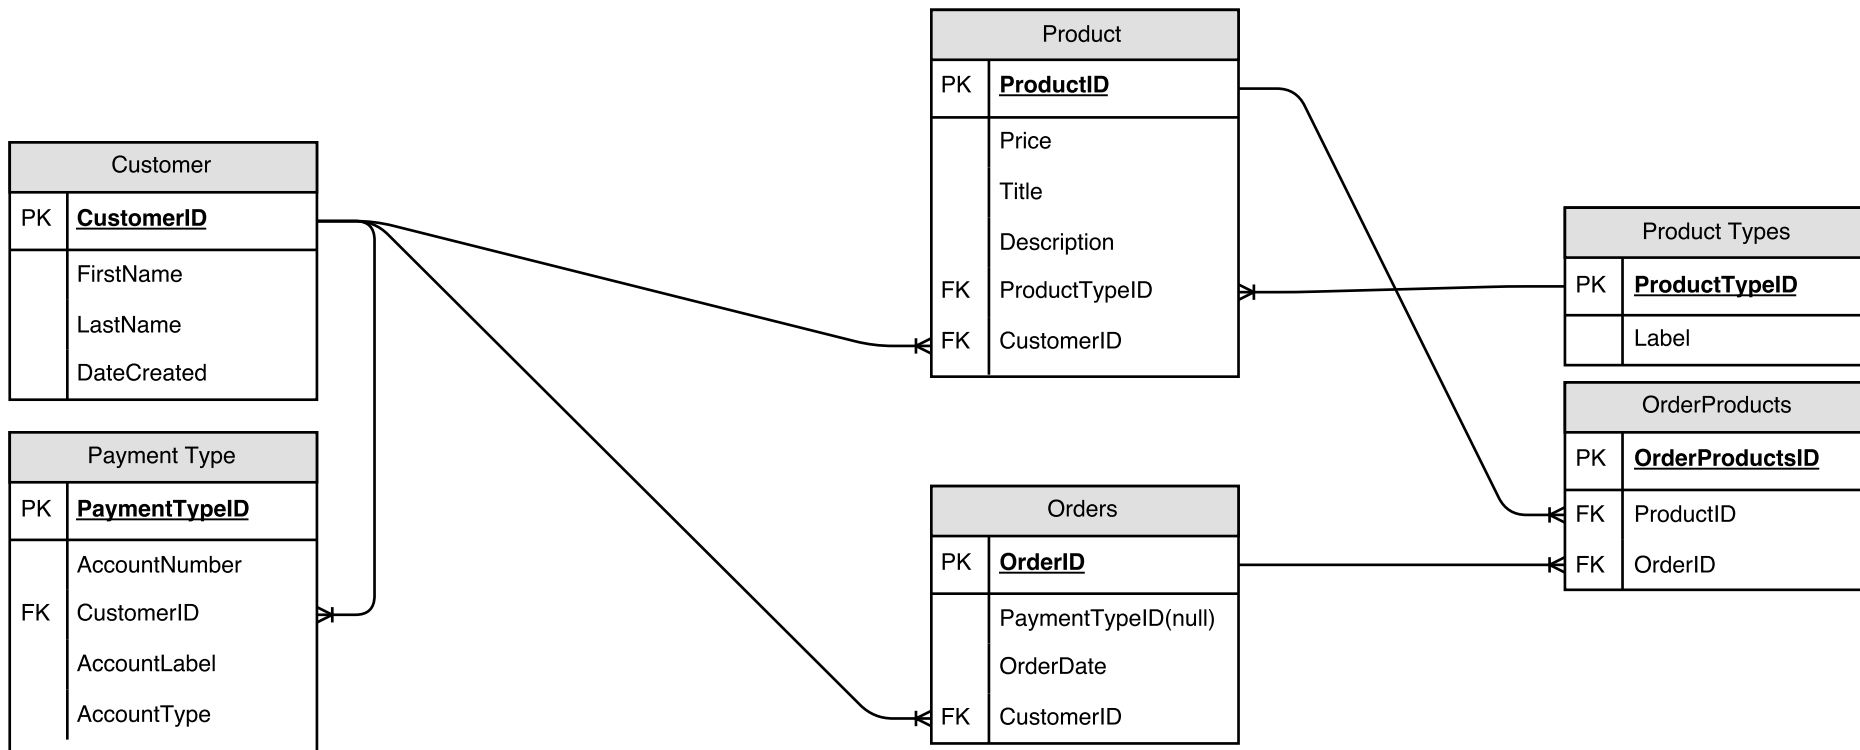 Customer
PK CustomerID
FirstName
LastName
DateCreated
Payment Type
PK PaymentTypeID
AccountNumber
FK CustomerID
AccountLabel
AccountType
Product
PK ProductID
Price
Title
Description
FK ProductTypeID
FK CustomerID
Orders
PK OrderID
PaymentTypeID(null)
OrderDate
FK CustomerID
Product Types
PK ProductTypeID
Label
OrderProducts
PK OrderProductsID
FK ProductID
FK OrderID